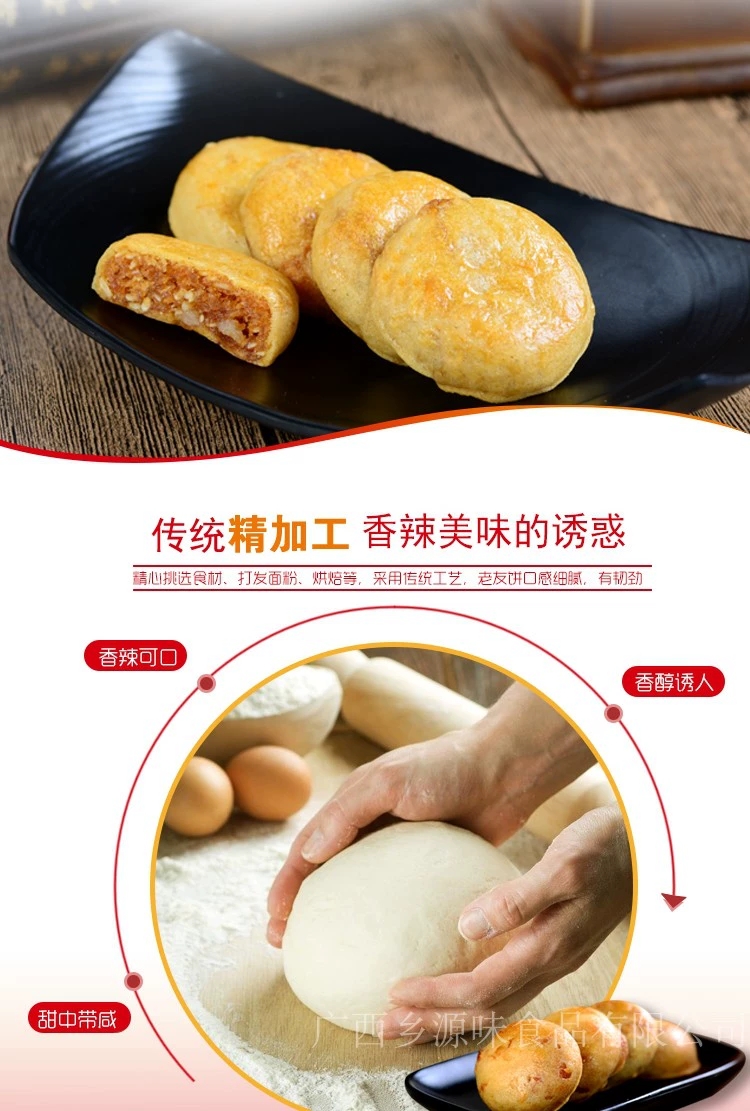 传统精加工 香辣美味的诱惑
精心挑选食材、打发面粉、烘焙等，采用传统工艺，老友饼口感细腻，有韧劲
香辣可口
香醇诱人
甜中带咸
广西乡源味食品有限公司